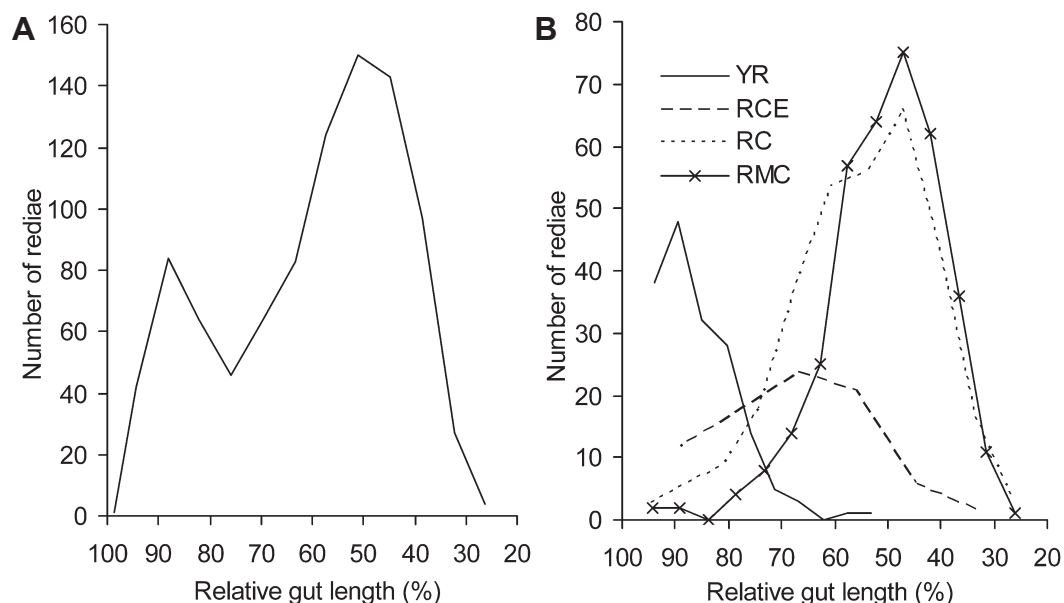 A
160
140
120
100
80
60
40
20
0
Number of rediae
100 90 80 70 60 50 40 30 20
Relative gut length (%)
B
80
70
60
50
40
30
20
10
0
Number of rediae
YR
RCE
RC
RMC
100 90 80 70 60 50 40 30 20
Relative gut length (%)